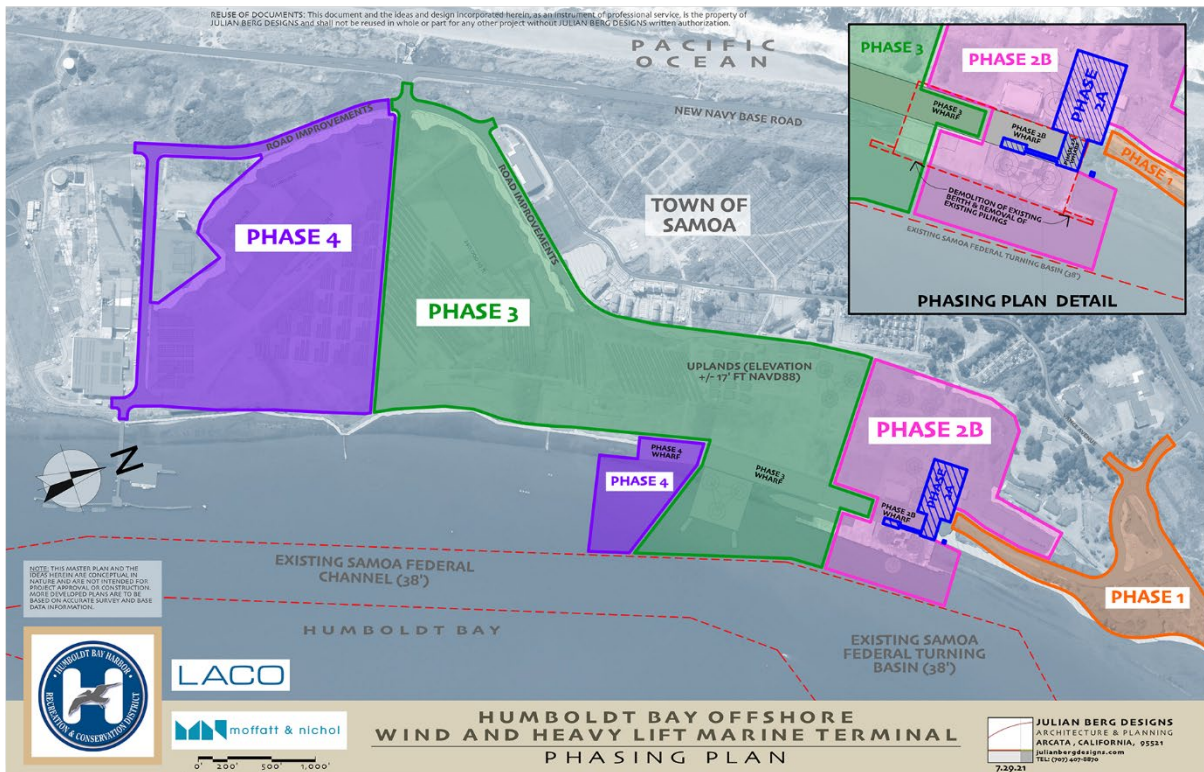 REUSE OF DOCUMENTS: This document and the ideas and design incorporated herein, as an instrument of professional service, is the property of
JULIAN BERG DESIGNS and shall not be reused in whole or part for any other project without JULIAN BERG DESIGNS written authorization.
PACIFIC
OCEAN
NEW NAVY BASE ROAD
ROAD IMPROVEMENTS
ROAD IMPROVEMENTS
TOWN OF
SAMOA
PHASE 4
PHASE 3
UPLANDS (ELEVATION
+/- 17' FT NAVD88)
PHASE 2B
PHASE 2A
PHASE 2B
WHARF
PHASE 1
PHASE 4
WHARF
PHASE 4
PHASE 3
WHARF
N
EXISTING SAMOA FEDERAL
CHANNEL (38')
HUMBOLDT BAY
EXISTING SAMOA
FEDERAL TURNING
BASIN (38')
PHASE 3
PHASE 2B
PHASE
2A
PHASE 3
WHARF
PHASE 2B
WHARF
PHASE 1
DEMOLITION OF EXISTING
BERTH & REMOVAL OF
EXISTING PILINGS
EXISTING SAMOA FEDERAL TURNING BASIN (38')
PHASING PLAN DETAIL
NOTE: THIS MASTER PLAN AND THE
IDEAS HEREIN ARE CONCEPTUAL IN
NATURE AND ARE NOT INTENDED FOR
PROJECT APPROVAL OR CONSTRUCTION.
MORE DEVELOPED PLANS ARE TO BE
BASED ON ACCURATE SURVEY AND BASE
DATA INFORMATION.
HUMBOLDT BAY HARBOR
RECREATION & CONSERVATION DISTRICT
H
LACO
moffatt & nichol
0' 200' 500' 1,000'
HUMBOLDT BAY OFFSHORE
WIND AND HEAVY LIFT MARINE TERMINAL
PHASING PLAN
JULIAN BERG DESIGNS
ARCHITECTURE & PLANNING
ARCATA, CALIFORNIA, 95521
julianbergdesigns.com
TEL: (707) 407-8870
7.29.21